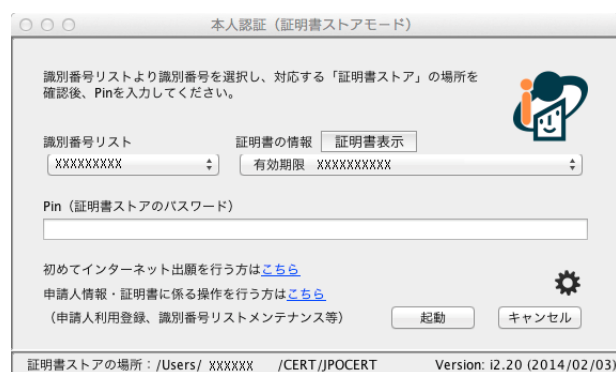 本人認証（証明書ストアモード）
識別番号リストより識別番号を選択し、対応する「証明書ストア」の場所を
確認後、Pinを入力してください。
識別番号リスト 証明書の情報 証明書表示
XXXXXXXXX 有効期限 XXXXXXXXXX
Pin（証明書ストアのパスワード）
初めてインターネット出願を行う方はこちら
申請人情報・証明書に係る操作を行う方はこちら
（申請人利用登録、識別番号リストメンテナンス等） 起動 キャンセル
証明書ストアの場所：/Users/ XXXXXX /CERT/JPOCERT Version: i2.20 (2014/02/03)